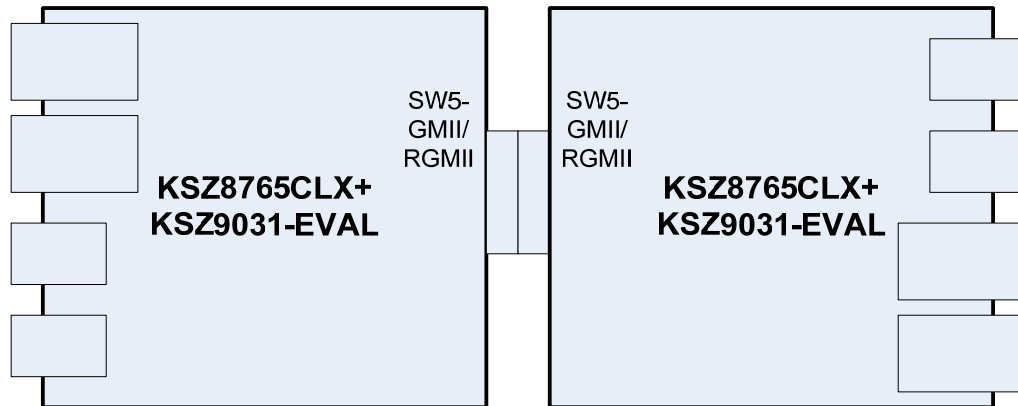 SW5-
GMII/
RGMII
KSZ8765CLX+
KSZ9031-EVAL
SW5-
GMII/
RGMII
KSZ8765CLX+
KSZ9031-EVAL